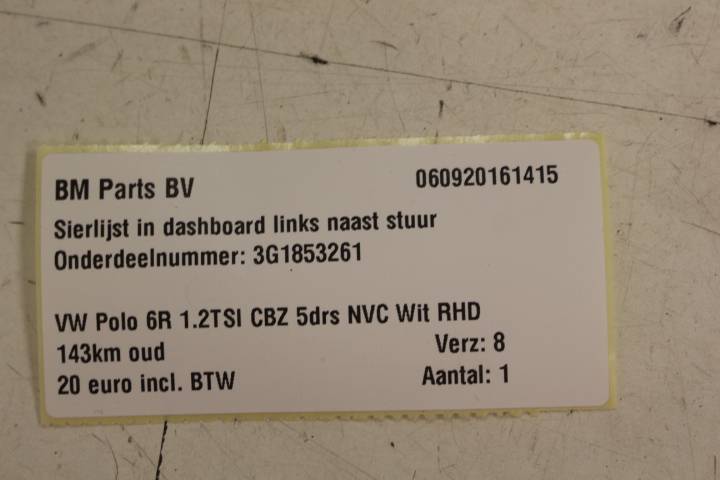 BM Parts BV 060920161415
Sierlijst in dashboard links naast stuur
Onderdeelnummer: 3G1853261
VW Polo 6R 1.2TSI CBZ 5drs NVC Wit RHD
143km oud Verz: 8
20 euro incl. BTW Aantal: 1